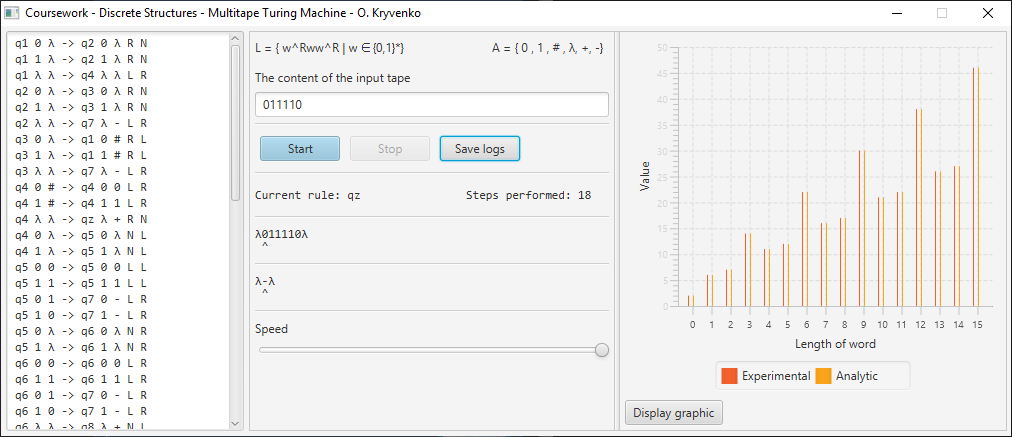 Coursework - Discrete Structures - Multitape Turing Machine - O. Kryvenko
q1 0 λ -> q2 0 λ R N
q1 1 λ -> q2 1 λ R N
q1 λ λ -> q4 λ λ L R
q2 0 λ -> q3 0 λ R N
q2 1 λ -> q3 1 λ R N
q2 λ λ -> q7 λ - L R
q3 0 λ -> q1 0 # R L
q3 1 λ -> q1 1 # R L
q3 λ λ -> q7 λ - L R
q4 0 # -> q4 0 0 L R
q4 1 # -> q4 1 1 L R
q4 λ λ -> qz λ + R N
q4 0 λ -> q5 0 λ N L
q4 1 λ -> q5 1 λ N L
q5 0 0 -> q5 0 0 L L
q5 1 1 -> q5 1 1 L L
q5 0 1 -> q7 0 - L R
q5 1 0 -> q7 1 - L R
q5 0 λ -> q6 0 λ N R
q5 1 λ -> q6 1 λ N R
q6 0 0 -> q6 0 0 L R
q6 1 1 -> q6 1 1 L R
q6 0 1 -> q7 0 - L R
q6 1 0 -> q7 1 - L R
q6 λ λ -> q8 λ + N L
L = { w^Rww^R | w ∈{0,1}*}
A = { 0 , 1 , # , λ, +, -}
The content of the input tape
011110
Start
Stop
Save logs
Current rule: qz
Steps performed: 18
λ011110λ
^
λ-λ
^
Speed
50
45
40
35
30
25
20
15
10
5
0
Value
0 1 2 3 4 5 6 7 8 9 10 11 12 13 14 15
Length of word
Experimental
Analytic
Display graphic